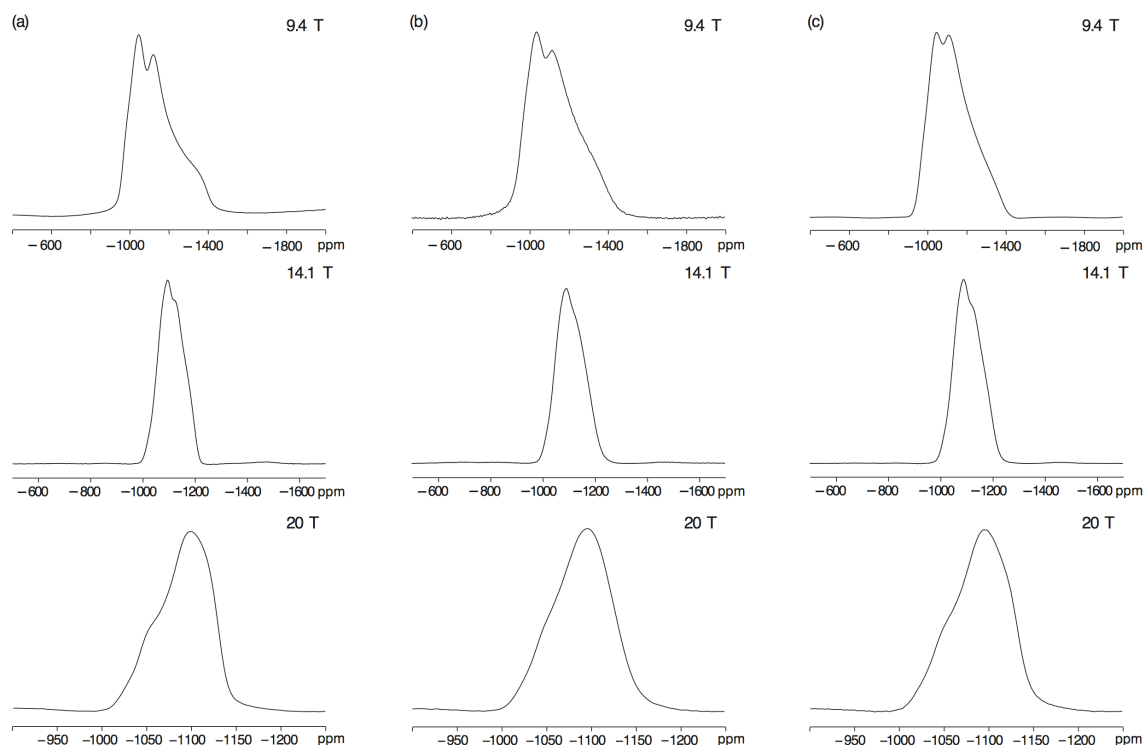 (a) 9.4 T (b) 9.4 T (c) 9.4 T
−600 −1000 −1400 −1800 ppm −600 −1000 −1400 −1800 ppm −600 −1000 −1400 −1800 ppm
14.1 T 14.1 T 14.1 T
−600 −800 −1000 −1200 −1400 −1600 ppm −600 −800 −1000 −1200 −1400 −1600 ppm −600 −800 −1000 −1200 −1400 −1600 ppm
20 T 20 T 20 T
−950 −1000 −1050 −1100 −1150 −1200 ppm −950 −1000 −1050 −1100 −1150 −1200 ppm −950 −1000 −1050 −1100 −1150 −1200 ppm